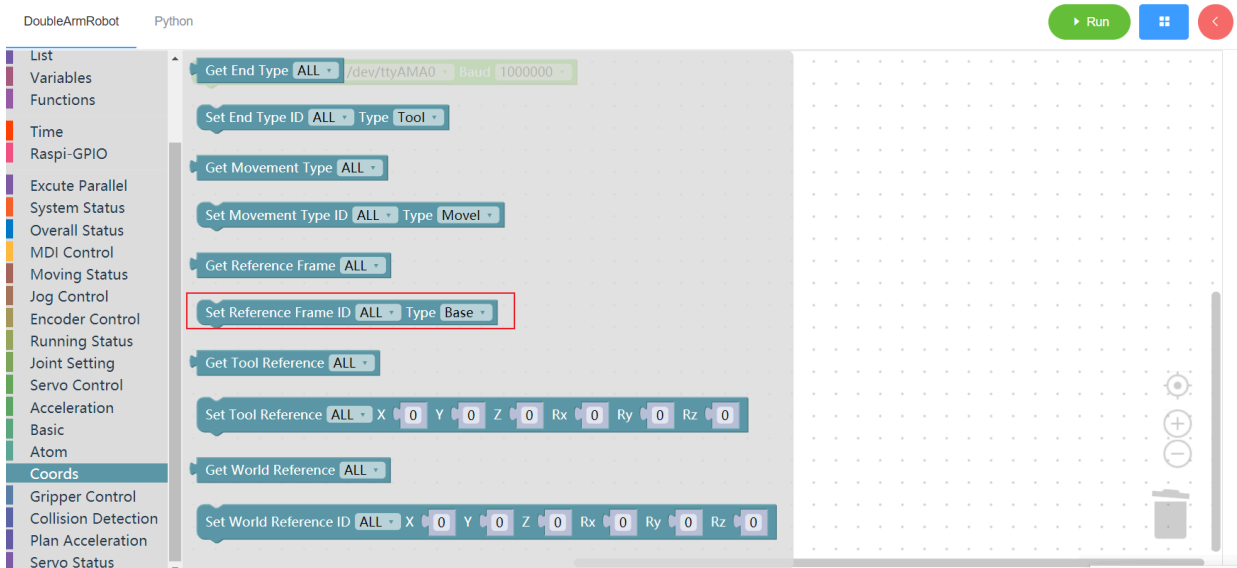 DoubleArmRobot Python Run
List
Variables
Functions
Time
Raspi-GPIO
Excute Parallel
System Status
Overall Status
MDI Control
Moving Status
Jog Control
Encoder Control
Running Status
Joint Setting
Servo Control
Acceleration
Basic
Atom
Coords
Gripper Control
Collision Detection
Plan Acceleration
Servo Status
Get End Type ALL /dev/ttyAMA0 Baud 1000000
Set End Type ID ALL Type Tool
Get Movement Type ALL
Set Movement Type ID ALL Type Movel
Get Reference Frame ALL
Set Reference Frame ID ALL Type Base
Get Tool Reference ALL
Set Tool Reference ALL X 0 Y 0 Z 0 Rx 0 Ry 0 Rz 0
Get World Reference ALL
Set World Reference ID ALL X 0 Y 0 Z 0 Rx 0 Ry 0 Rz 0